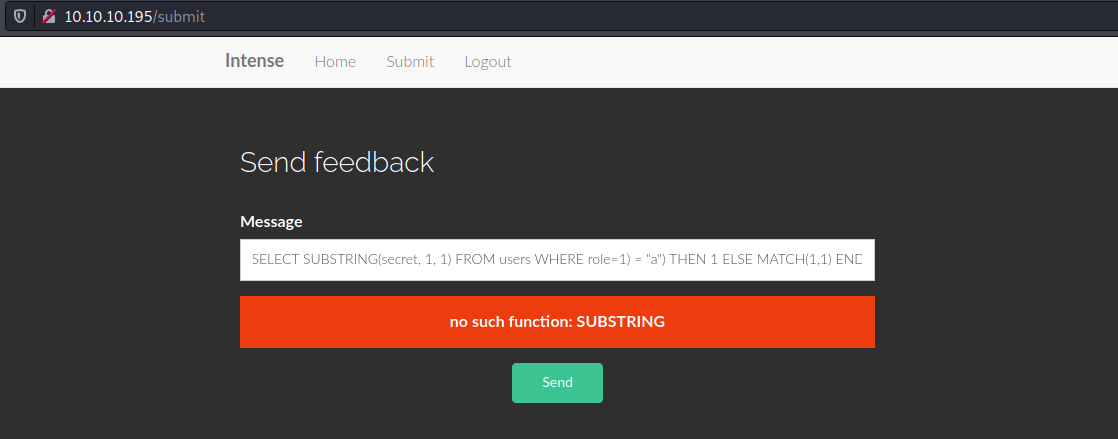 10.10.10.195/submit
Intense Home Submit Logout
Send feedback
Message
SELECT SUBSTRING(secret, 1, 1) FROM users WHERE role=1) = "a") THEN 1 ELSE MATCH(1,1) END
no such function: SUBSTRING
Send